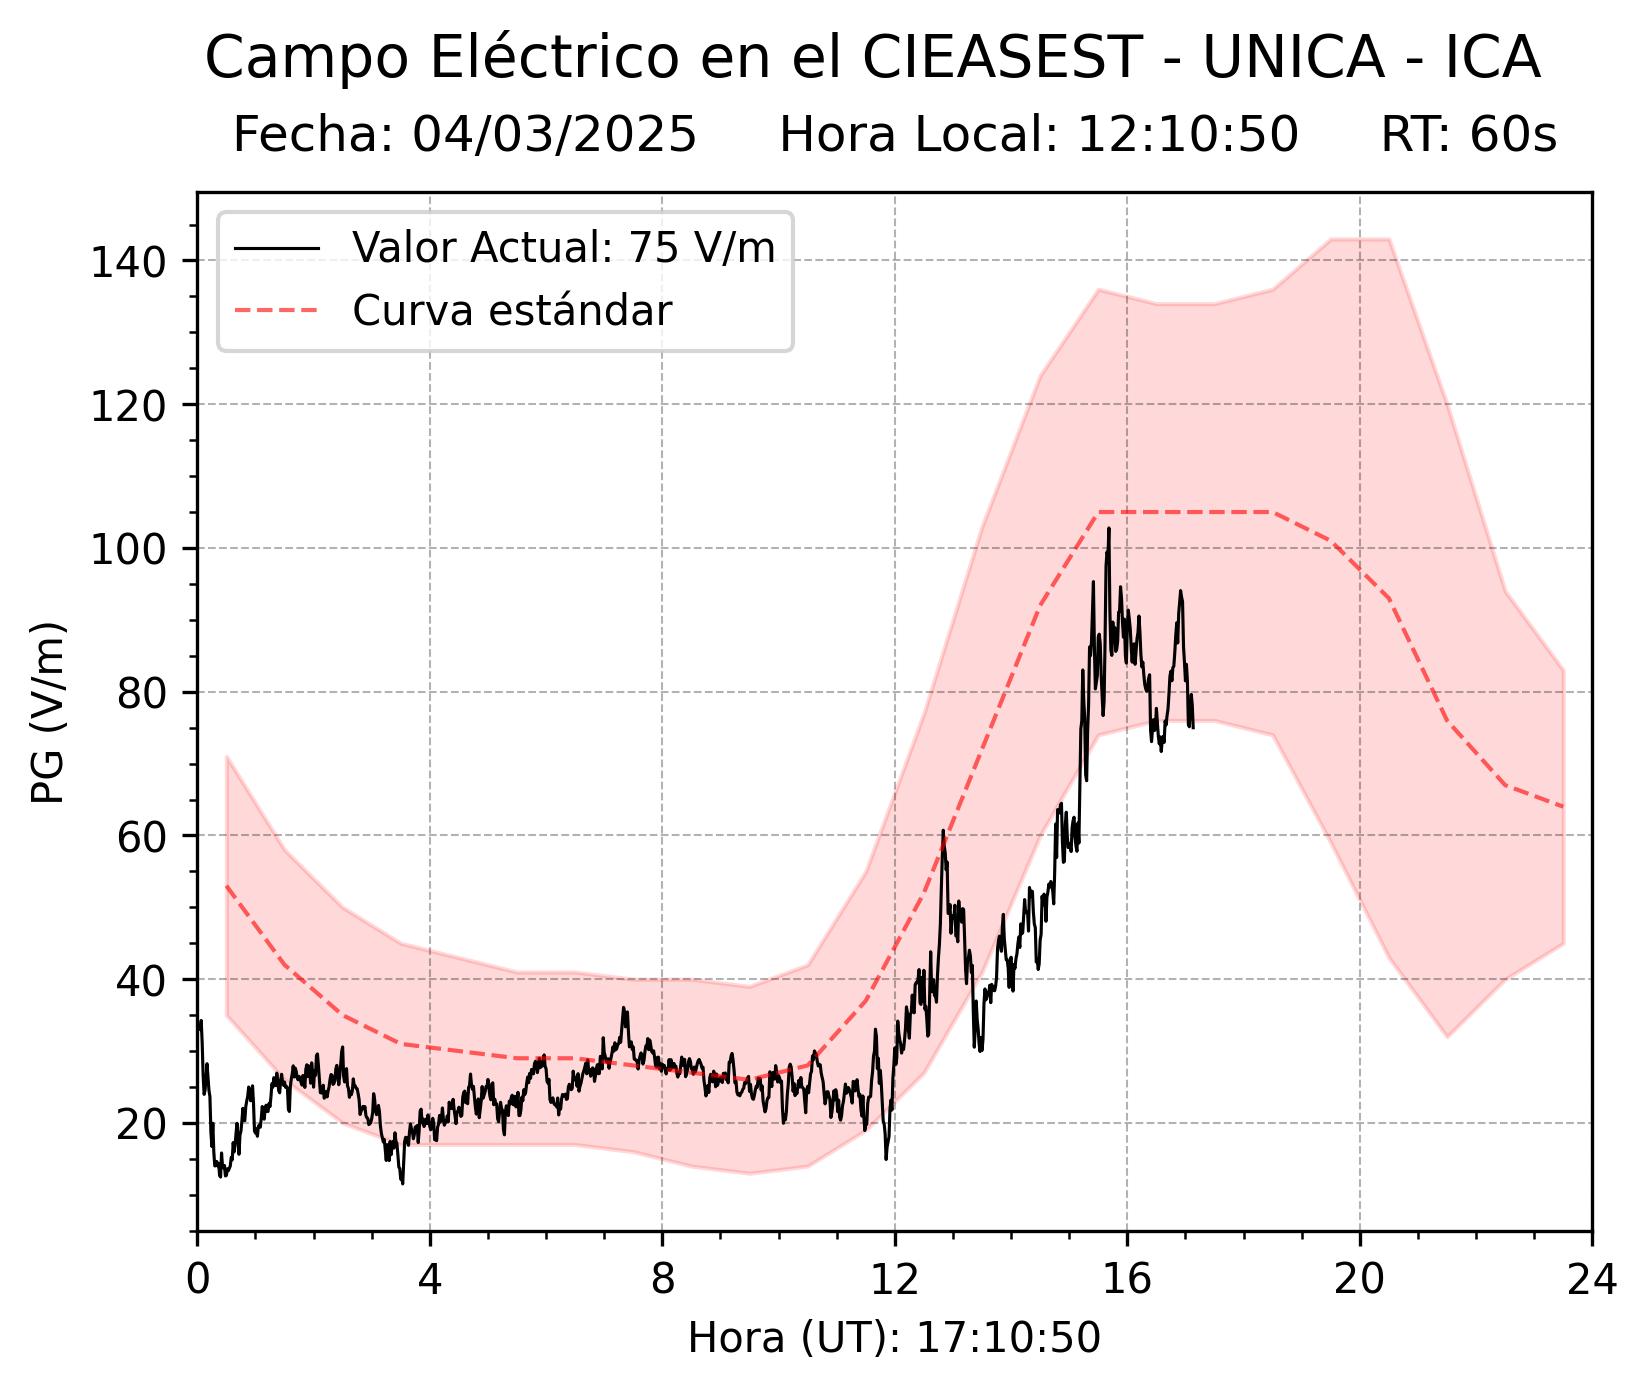 Campo Eléctrico en el CIEASEST - UNICA - ICA
Fecha: 04/03/2025 Hora Local: 12:10:50 RT: 60s
Valor Actual: 75 V/m
Curva estándar
PG (V/m)
140
120
100
80
60
40
20
0 4 8 12 16 20 24
Hora (UT): 17:10:50